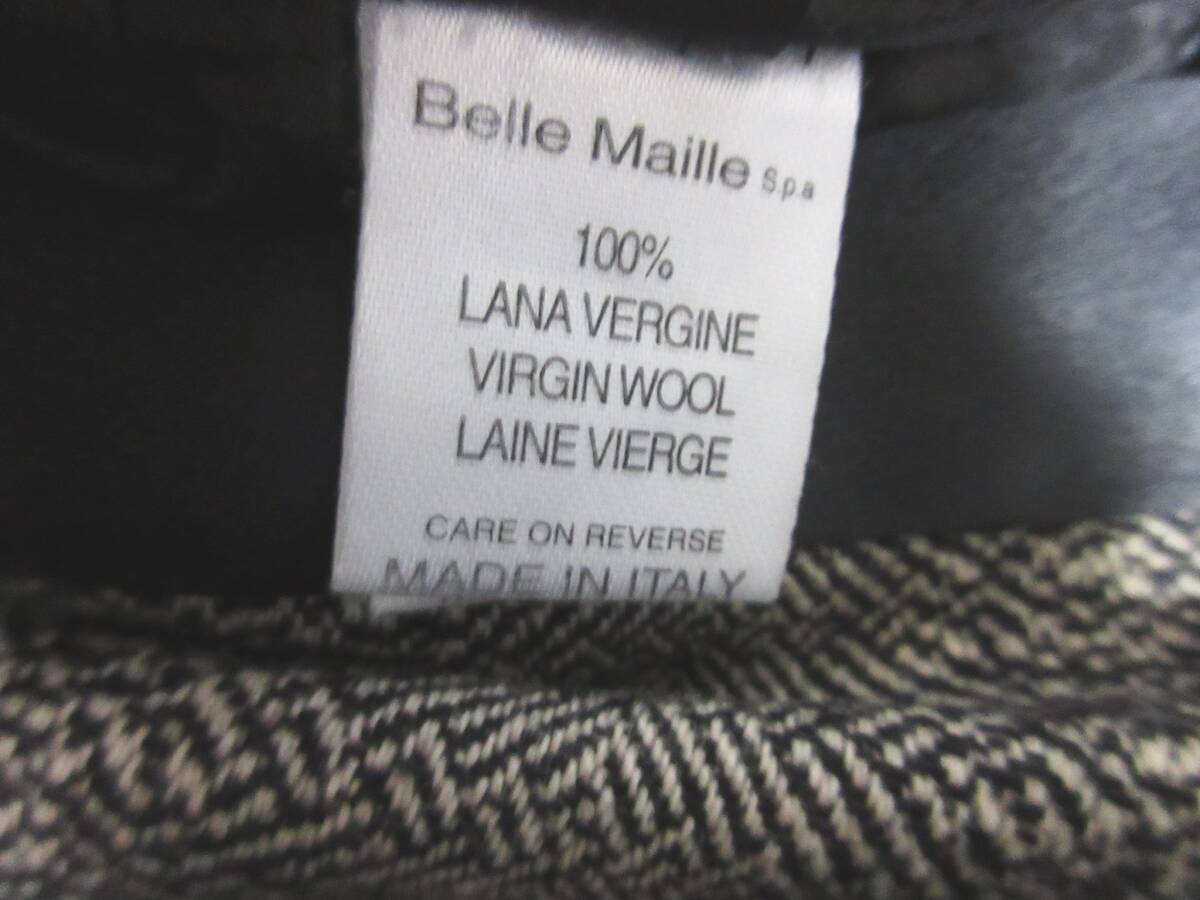 Belle Maille Spa
100%
LANA VERGINE
VIRGIN WOOL
LAINE VIERGE
CARE ON REVERSE
MADE IN ITALY